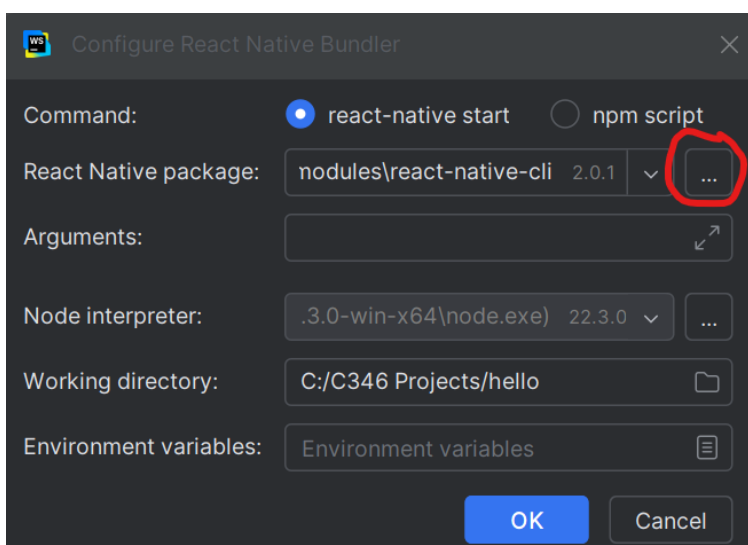 WS Configure React Native Bundler
Command: react-native start npm script
React Native package: modules\react-native-cli 2.0.1 ...
Arguments:
Node interpreter: .3.0-win-x64\node.exe) 22.3.0 ...
Working directory: C:/C346 Projects/hello
Environment variables: Environment variables
OK Cancel